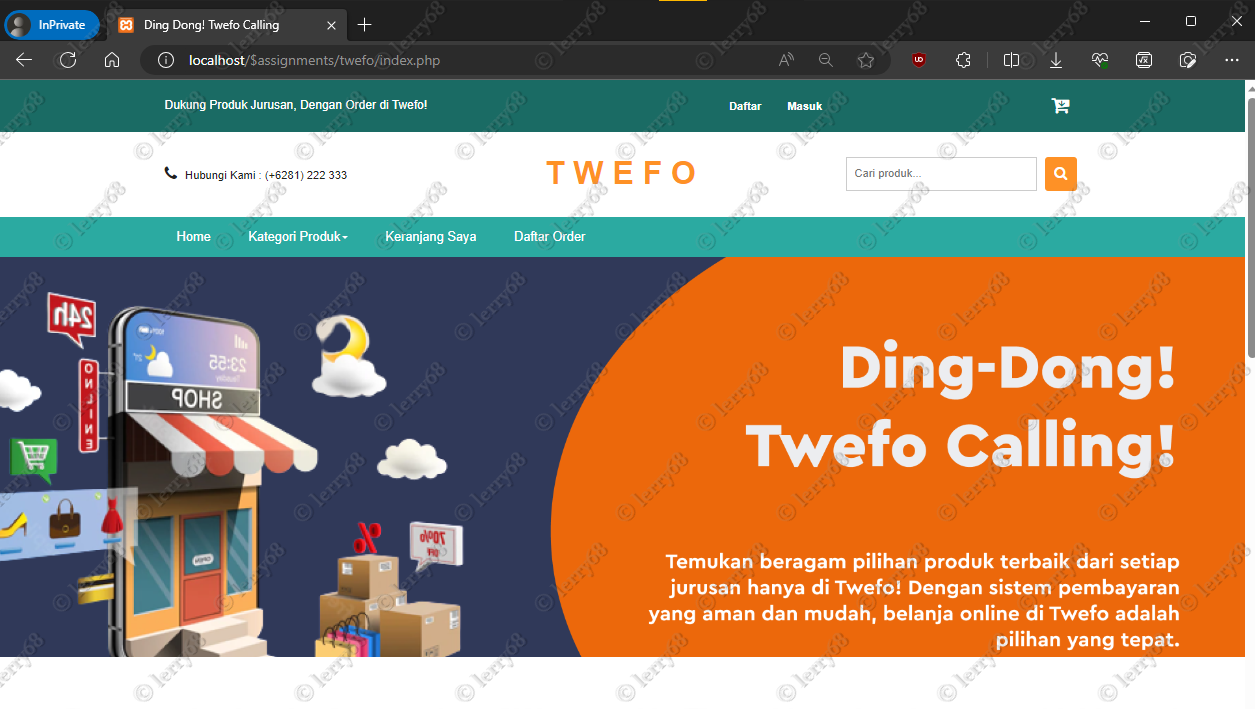 InPrivate
Ding Dong! Twefo Calling
localhost/$assignments/twefo/index.php
Dukung Produk Jurusan, Dengan Order di Twefo!
Daftar
Masuk
Hubungi Kami : (+6281) 222 333
TWEFO
Cari produk...
Home
Kategori Produk
Keranjang Saya
Daftar Order
24h
ONLINE
23:55
SHOP
OPEN
70%
OFF
Ding-Dong!
Twefo Calling!
Temukan beragam pilihan produk terbaik dari setiap
jurusan hanya di Twefo! Dengan sistem pembayaran
yang aman dan mudah, belanja online di Twefo adalah
pilihan yang tepat.
© lerry68